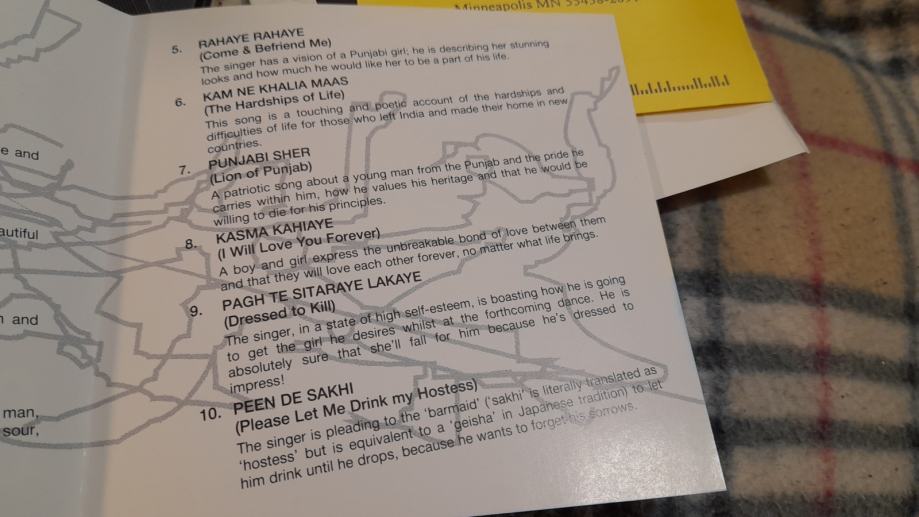 Minneapolis MN
e and
autiful
n and
man,
sour,
5. RAHAYE RAHAYE
(Come & Befriend Me)
The singer has a vision of a Punjabi girl; he is describing her stunning
looks and how much he would like her to be a part of his life.
6. KAM NE KHALIA MAAS
(The Hardships of Life)
This song is a touching and poetic account of the hardships and
difficulties of life for those who left India and made their home in new
countries.
7. PUNJABI SHER
(Lion of Punjab)
A patriotic song about a young man from the Punjab and the pride he
carries within him, how he values his heritage and that he would be
willing to die for his principles.
8. KASMA KAHIAYE
(I Will Love You Forever)
A boy and girl express the unbreakable bond of love between them
and that they will love each other forever, no matter what life brings.
9. PAGH TE SITARAYE LAKAYE
(Dressed to Kill)
The singer, in a state of high self-esteem, is boasting how he is going
to get the girl he desires whilst at the forthcoming dance. He is
absolutely sure that she'll fall for him because he's dressed to
impress!
10. PEEN DE SAKHI
(Please Let Me Drink my Hostess)
The singer is pleading to the 'barmaid' ('sakhi' is literally translated as
'hostess' but is equivalent to a 'geisha' in Japanese tradition) to let
him drink until he drops, because he wants to forget his sorrows.